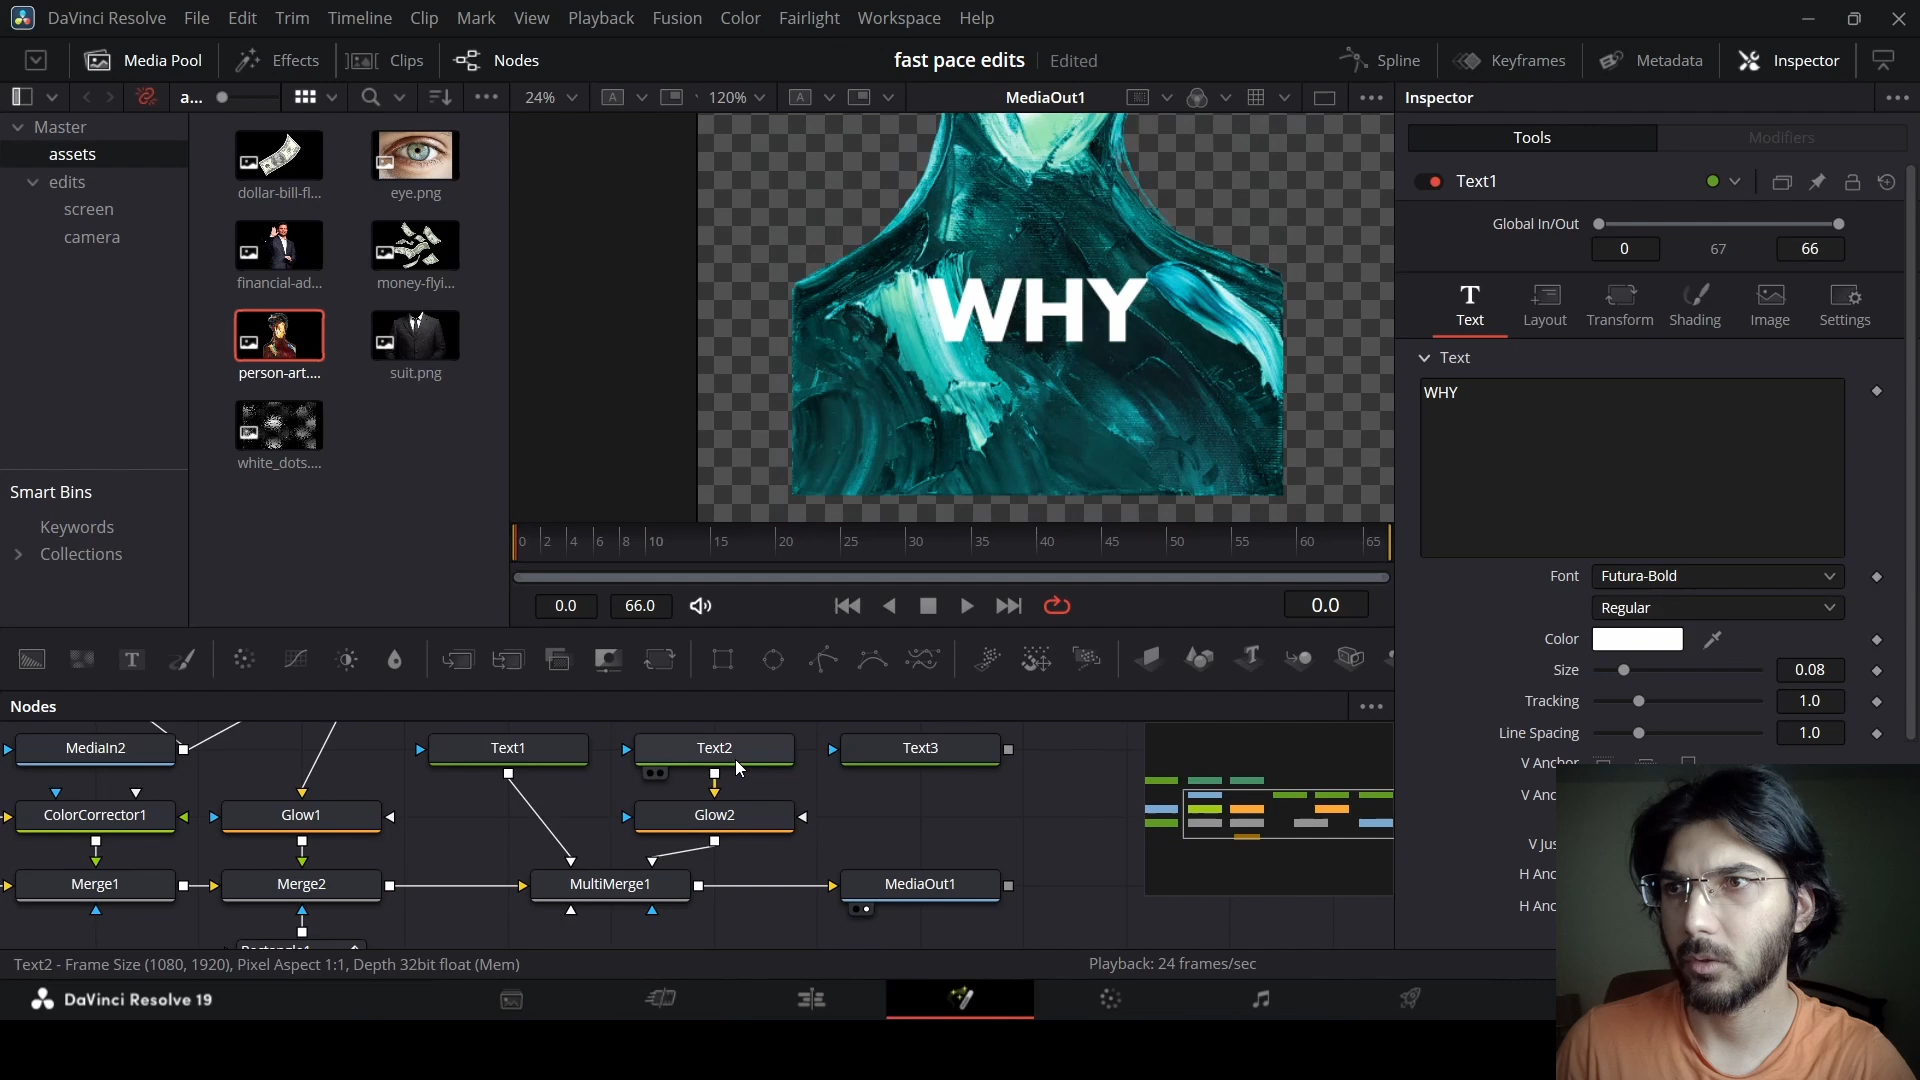 DaVinci Resolve File Edit Trim Timeline Clip Mark View Playback Fusion Color Fairlight Workspace Help
Media Pool Effects Clips Nodes fast pace edits Edited Spline Keyframes Metadata Inspector
a... 24% A 120% A MediaOut1 Inspector
Master
assets
edits
screen
camera
Smart Bins
Keywords
Collections
dollar-bill-fl...
eye.png
financial-ad...
money-flyi...
person-art....
suit.png
white_dots....
WHY
0 2 4 6 8 10 15 20 25 30 35 40 45 50 55 60 65
0.0 66.0 0.0
Tools Modifiers
Text1
Global In/Out
0 67 66
T
Text Layout Transform Shading Image Settings
Text
WHY
Font Futura-Bold
Regular
Color
Size 0.08
Tracking 1.0
Line Spacing 1.0
V Anchor
V Anc
V Jus
H Anc
H Anc
T T
Nodes
MediaIn2 Text1 Text2 Text3
ColorCorrector1 Glow1 Glow2
Merge1 Merge2 MultiMerge1 MediaOut1
Rectangle1
Text2 - Frame Size (1080, 1920), Pixel Aspect 1:1, Depth 32bit float (Mem) Playback: 24 frames/sec
DaVinci Resolve 19